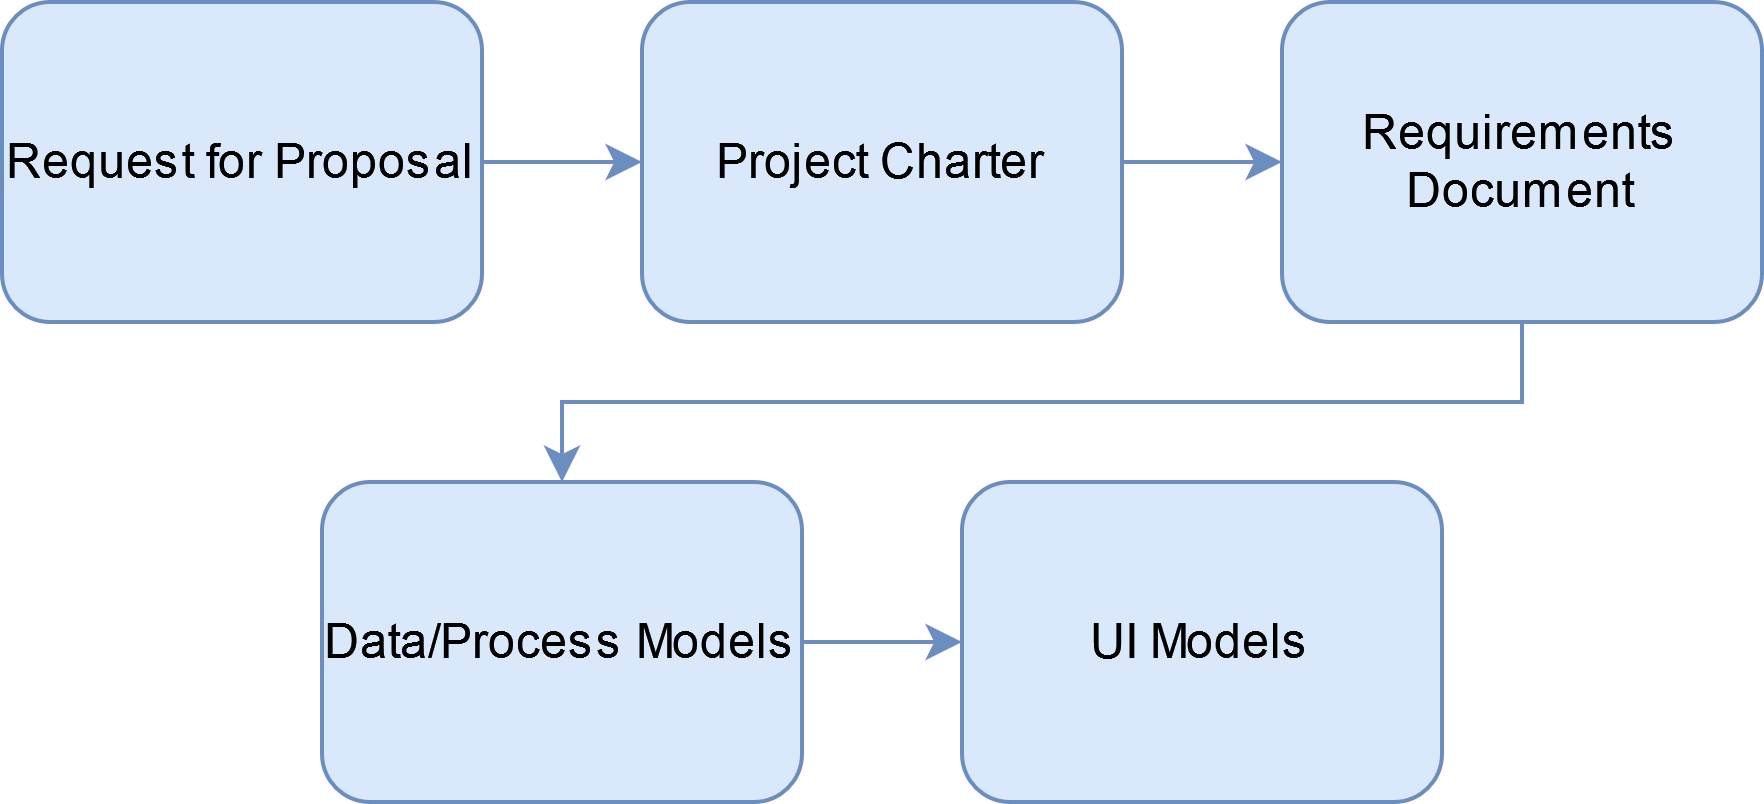 Request for Proposal
Project Charter
Requirements
Document
Data/Process Models
UI Models